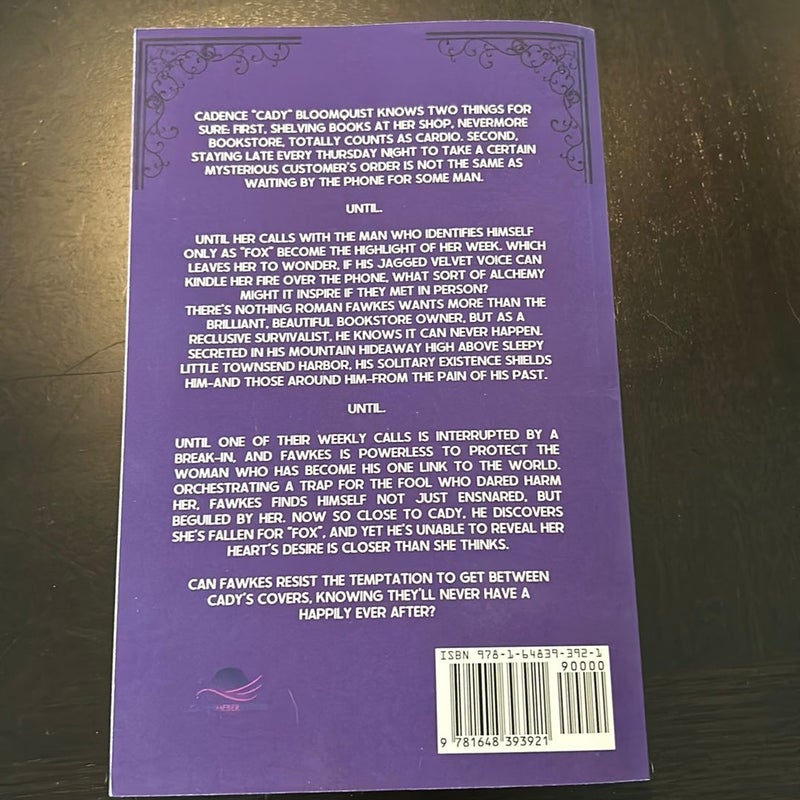 CADENCE "CADY" BLOOMQUIST KNOWS TWO THINGS FOR
SURE: FIRST, SHELVING BOOKS AT HER SHOP, NEVERMORE
BOOKSTORE, TOTALLY COUNTS AS CARDIO. SECOND,
STAYING LATE EVERY THURSDAY NIGHT TO TAKE A CERTAIN
MYSTERIOUS CUSTOMER'S ORDER IS NOT THE SAME AS
WAITING BY THE PHONE FOR SOME MAN.
UNTIL.
UNTIL HER CALLS WITH THE MAN WHO IDENTIFIES HIMSELF
ONLY AS "FOX" BECOME THE HIGHLIGHT OF HER WEEK. WHICH
LEAVES HER TO WONDER, IF HIS JAGGED VELVET VOICE CAN
KINDLE HER FIRE OVER THE PHONE, WHAT SORT OF ALCHEMY
MIGHT IT INSPIRE IF THEY MET IN PERSON?
THERE'S NOTHING ROMAN FAWKES WANTS MORE THAN THE
BRILLIANT, BEAUTIFUL BOOKSTORE OWNER, BUT AS A
RECLUSIVE SURVIVALIST, HE KNOWS IT CAN NEVER HAPPEN.
SECRETED IN HIS MOUNTAIN HIDEAWAY HIGH ABOVE SLEEPY
LITTLE TOWNSEND HARBOR, HIS SOLITARY EXISTENCE SHIELDS
HIM-AND THOSE AROUND HIM-FROM THE PAIN OF HIS PAST.
UNTIL.
UNTIL ONE OF THEIR WEEKLY CALLS IS INTERRUPTED BY A
BREAK-IN, AND FAWKES IS POWERLESS TO PROTECT THE
WOMAN WHO HAS BECOME HIS ONE LINK TO THE WORLD.
ORCHESTRATING A TRAP FOR THE FOOL WHO DARED HARM
HER, FAWKES FINDS HIMSELF NOT JUST ENSNARED, BUT
BEGUILED BY HER. NOW SO CLOSE TO CADY, HE DISCOVERS
SHE'S FALLEN FOR "FOX", AND YET HE'S UNABLE TO REVEAL HER
HEART'S DESIRE IS CLOSER THAN SHE THINKS.
CAN FAWKES RESIST THE TEMPTATION TO GET BETWEEN
CADY'S COVERS, KNOWING THEY'LL NEVER HAVE A
HAPPILY EVER AFTER?
ISBN 978-1-64839-392-1
90000
9 781648 393921